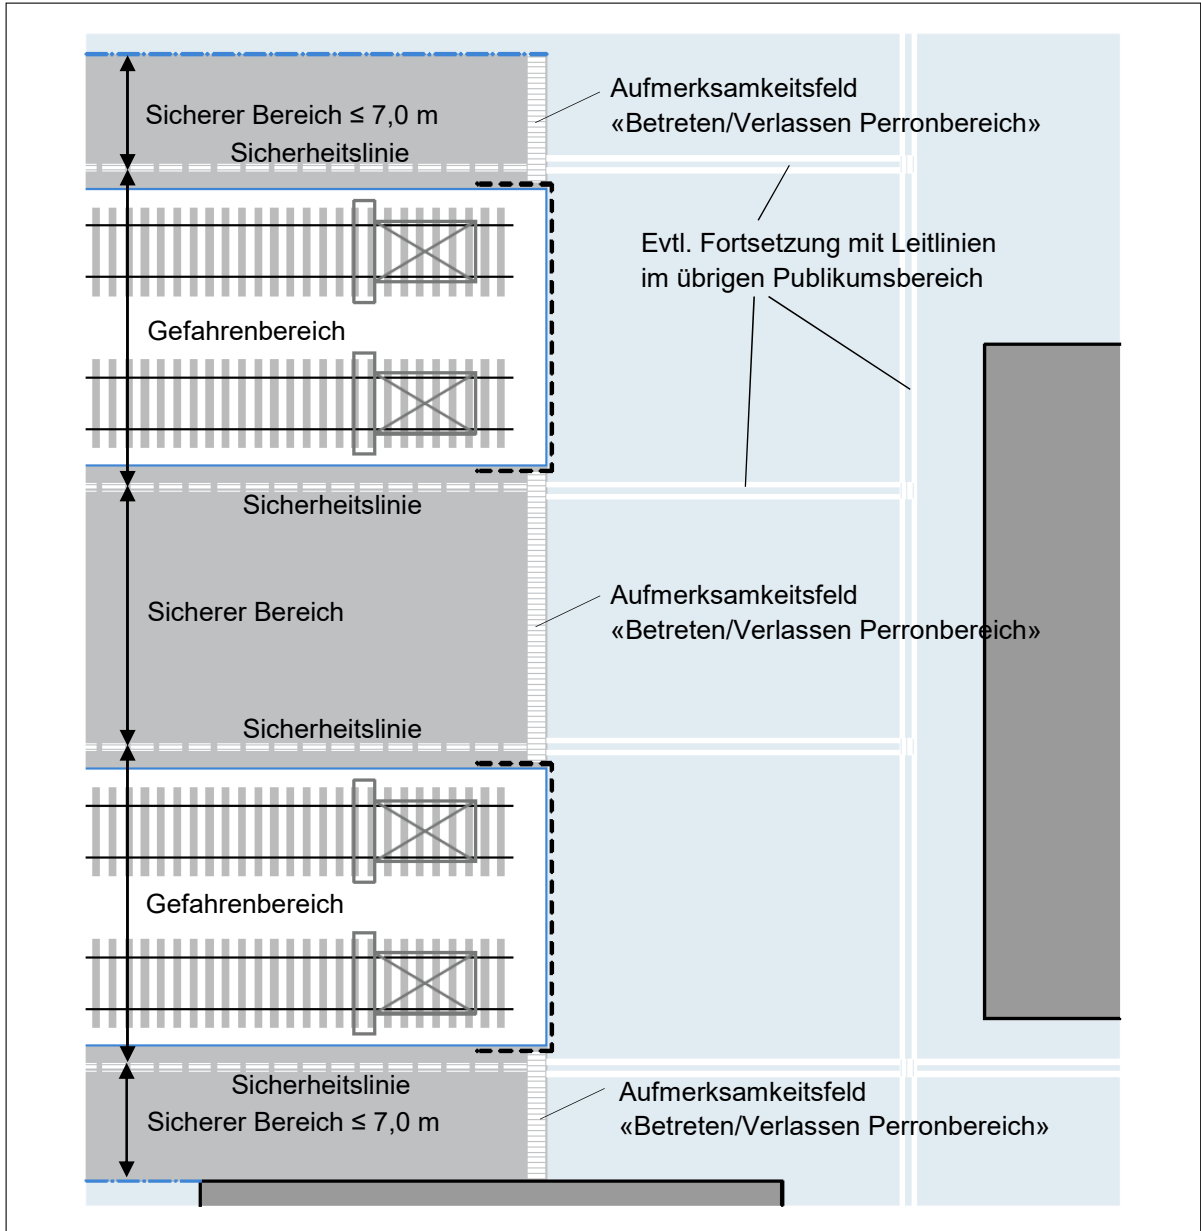 Aufmerksamkeitsfeld
«Betreten/Verlassen Perronbereich»
Sicherer Bereich ≤ 7,0 m
Sicherheitslinie
Evtl. Fortsetzung mit Leitlinien
im übrigen Publikumsbereich
Gefahrenbereich
Sicherheitslinie
Sicherer Bereich
Aufmerksamkeitsfeld
«Betreten/Verlassen Perronbereich»
Sicherheitslinie
Gefahrenbereich
Sicherheitslinie
Sicherer Bereich ≤ 7,0 m
Aufmerksamkeitsfeld
«Betreten/Verlassen Perronbereich»